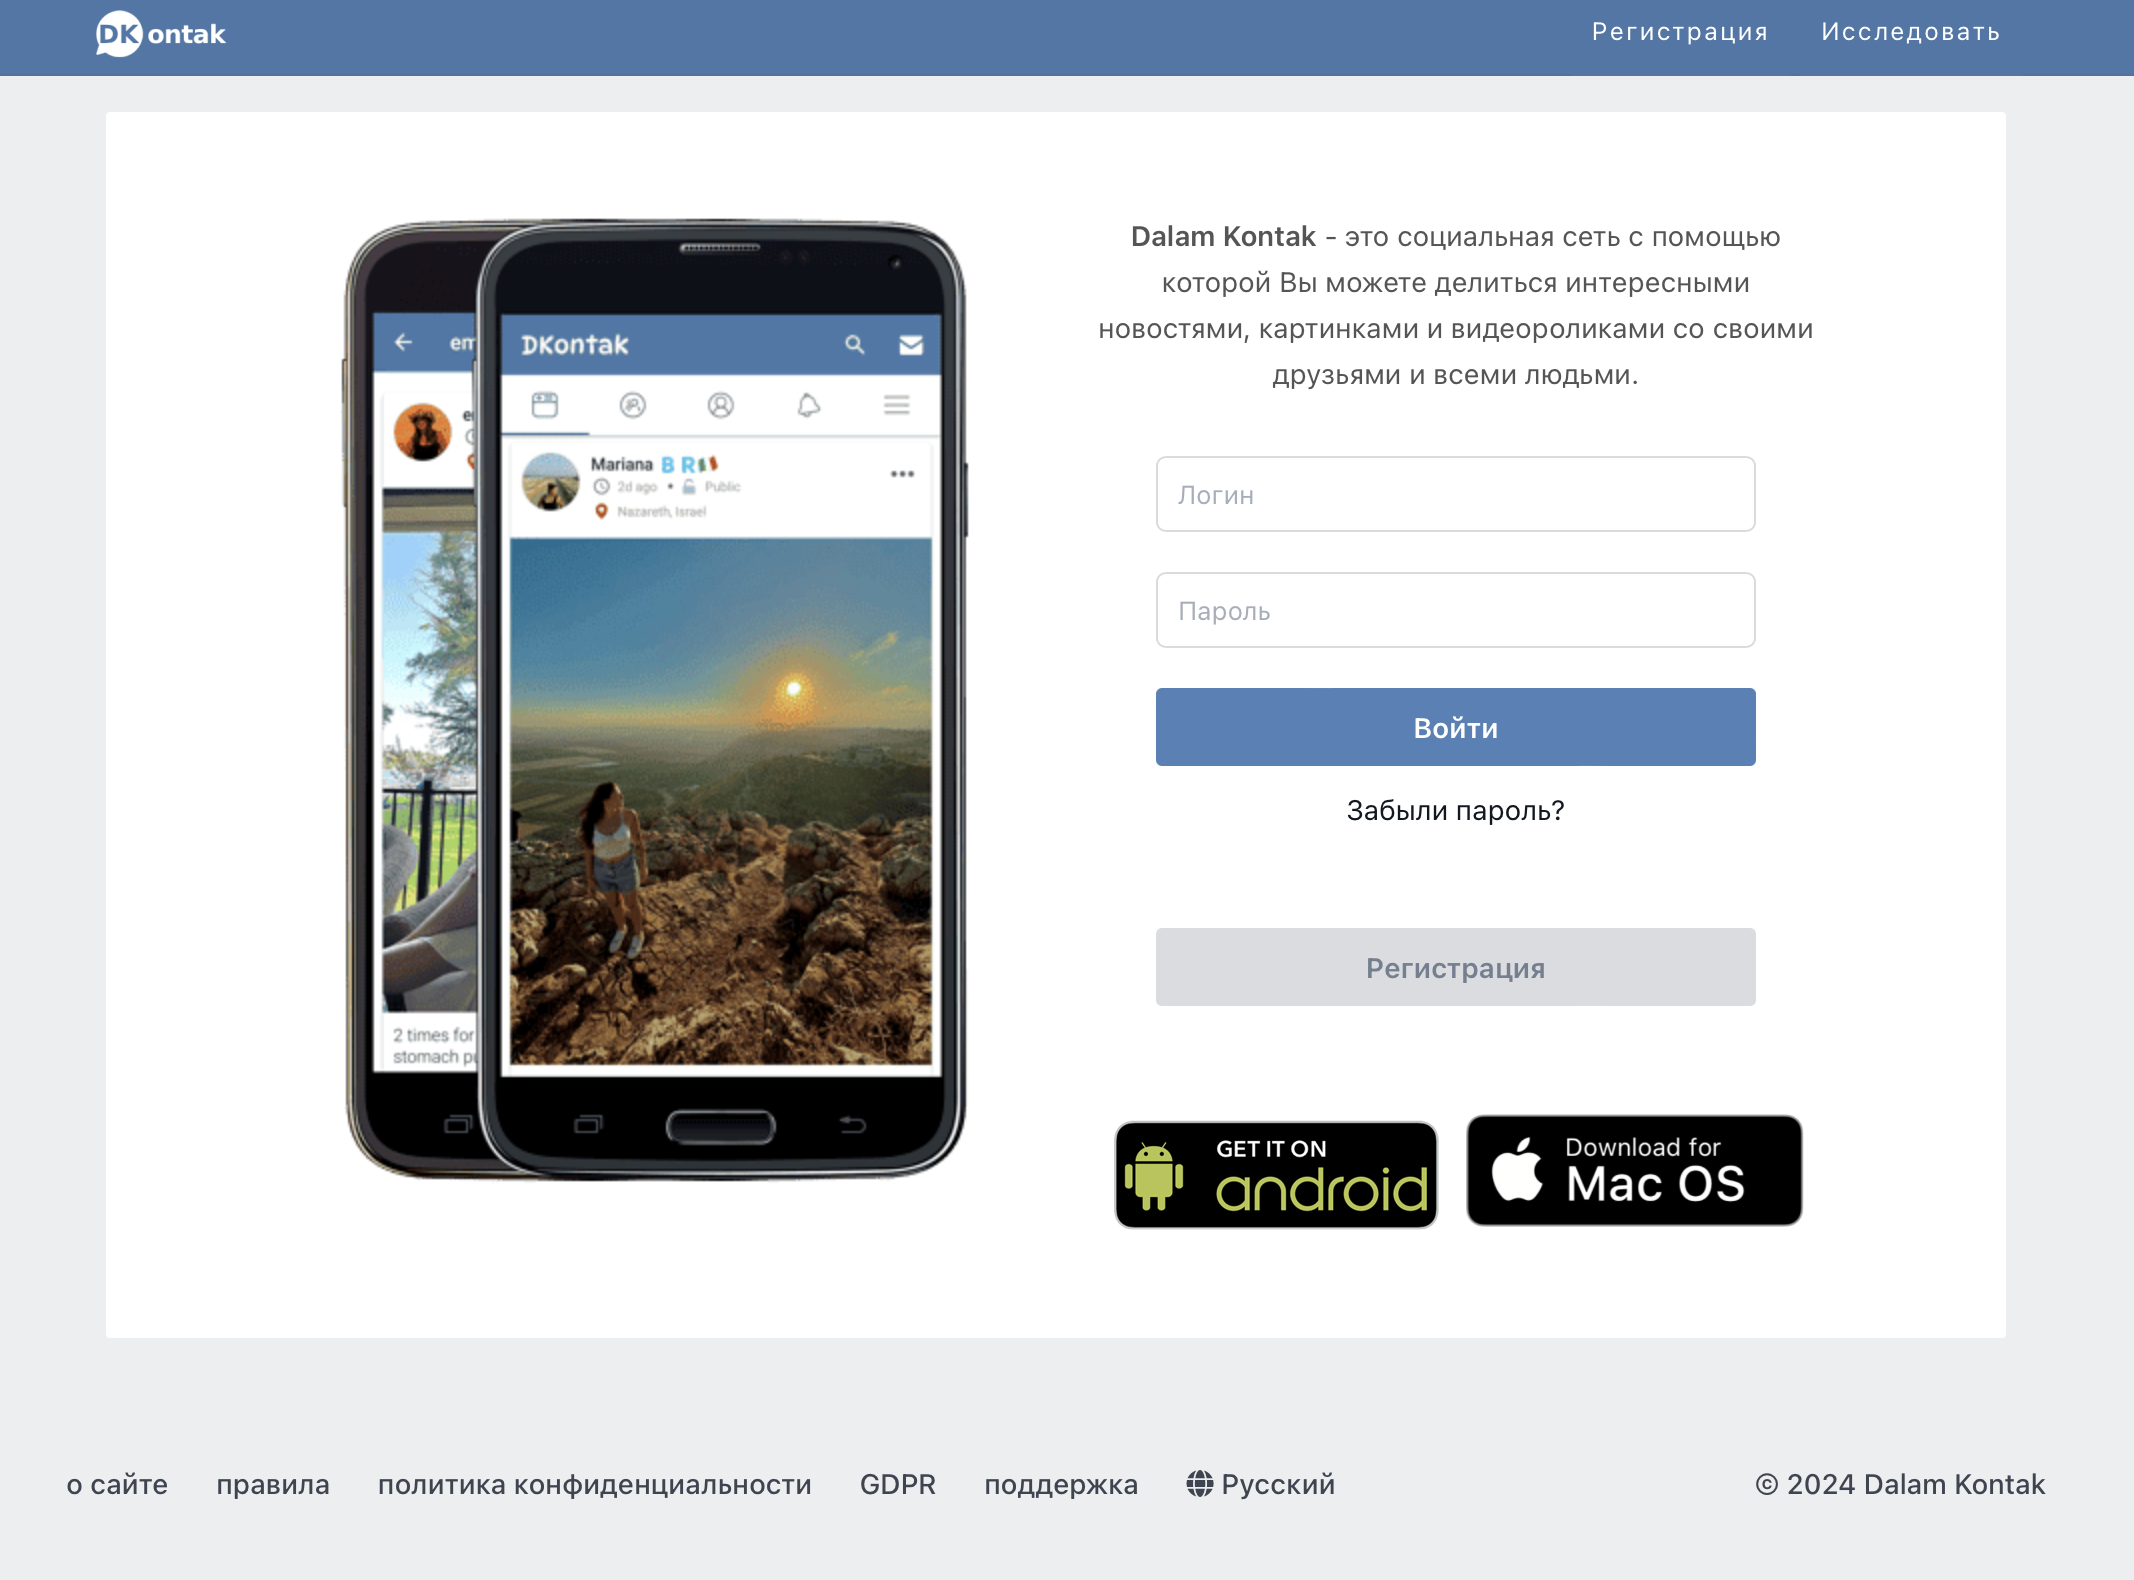 DKontak
Регистрация
Исследовать
Dalam Kontak - это социальная сеть с помощью
которой Вы можете делиться интересными
новостями, картинками и видеороликами со своими
друзьями и всеми людьми.
Логин
Пароль
Войти
Забыли пароль?
Регистрация
GET IT ON
android
Download for
Mac OS
DKontak
Mariana B R
2d ago • Public
Nazareth, Israel
2 times for
stomach
о сайте
правила
политика конфиденциальности
GDPR
поддержка
Русский
© 2024 Dalam Kontak